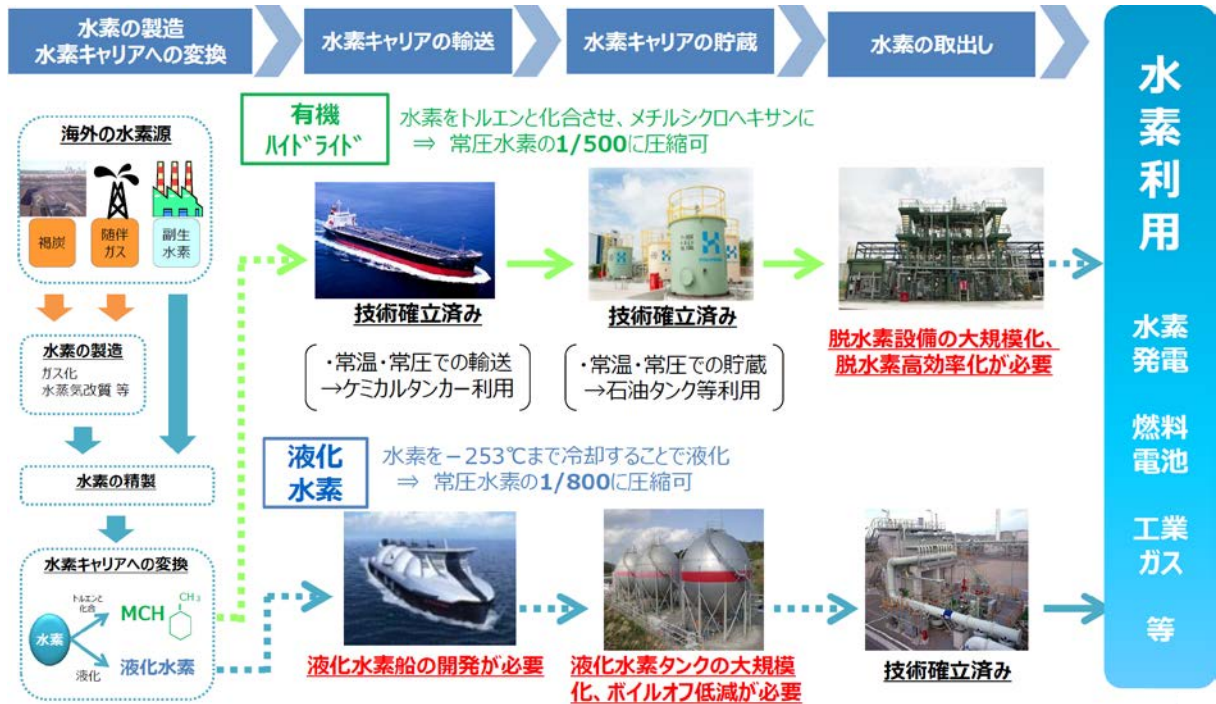 水素の製造
水素キャリアへの変換
水素キャリアの輸送
水素キャリアの貯蔵
水素の取出し
水素利用
水素
発電
燃料
電池
工業
ガス
等
海外の水素源
褐炭
随伴
ガス
副生
水素
水素の製造
ガス化
水蒸気改質 等
水素の精製
水素キャリアへの変換
水素
トルエンと
化合
MCH
CH3
液化
液化水素
有機
ハイドライド
水素をトルエンと化合させ、メチルシクロヘキサンに
⇒ 常圧水素の1/500に圧縮可
技術確立済み
・常温・常圧での輸送
→ケミカルタンカー利用
技術確立済み
・常温・常圧での貯蔵
→石油タンク等利用
脱水素設備の大規模化、
脱水素高効率化が必要
液化
水素
水素を－253℃まで冷却することで液化
⇒ 常圧水素の1/800に圧縮可
液化水素船の開発が必要
液化水素タンクの大規模
化、ボイルオフ低減が必要
技術確立済み